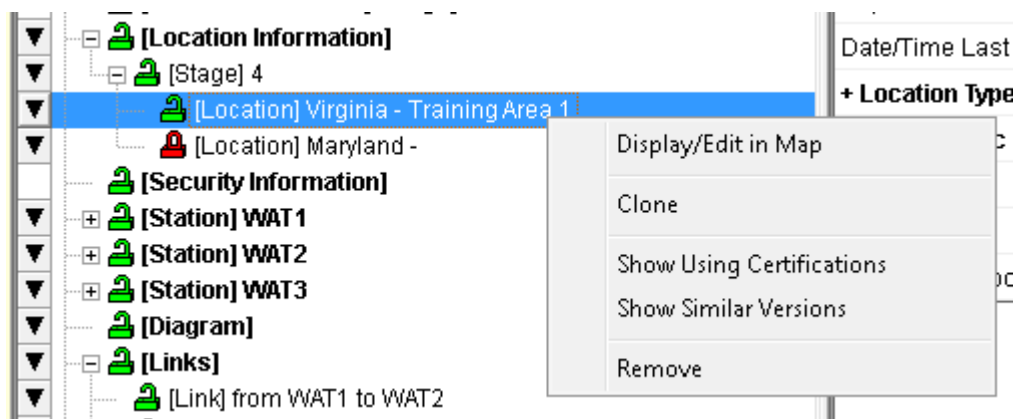 [Location Information]
[Stage] 4
[Location] Virginia - Training Area 1
[Location] Maryland -
[Security Information]
[Station] WAT1
[Station] WAT2
[Station] WAT3
[Diagram]
[Links]
[Link] from WAT1 to WAT2
Display/Edit in Map
Clone
Show Using Certifications
Show Similar Versions
Remove
Date/Time Last
+ Location Type